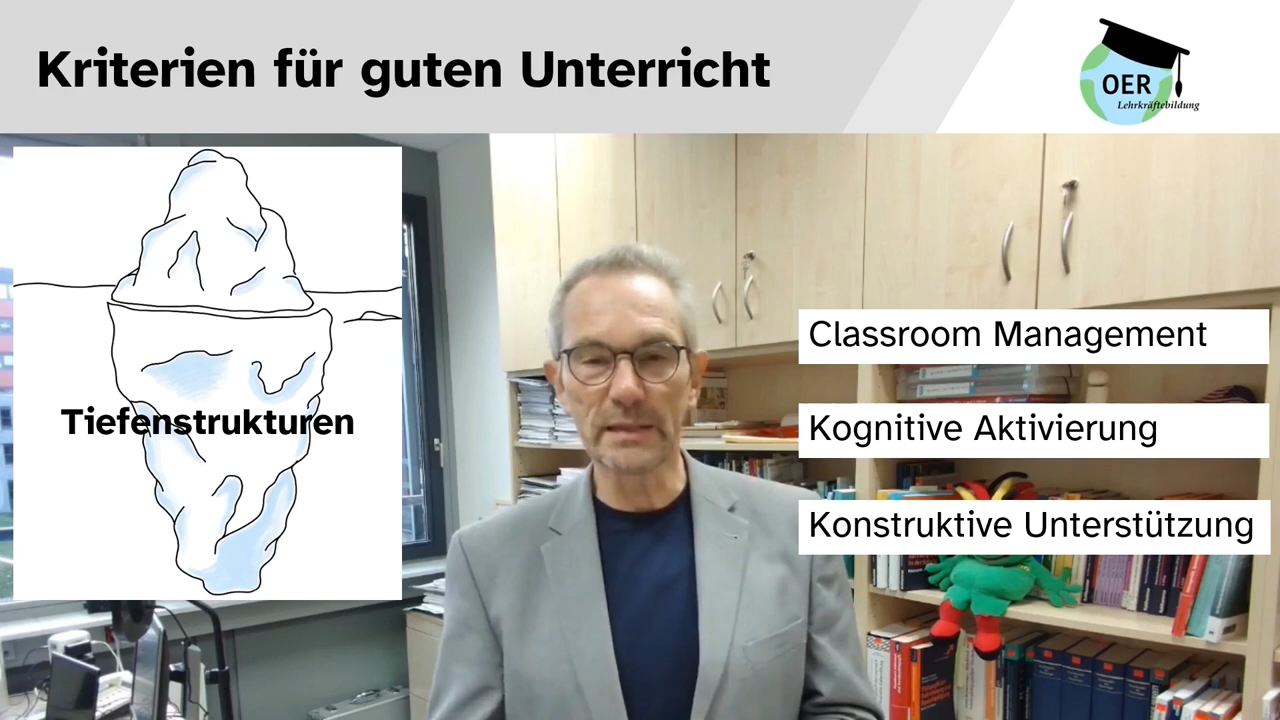 Kriterien für guten Unterricht
OER
Lehrkräftebildung
Tiefenstrukturen
Classroom Management
Kognitive Aktivierung
Konstruktive Unterstützung